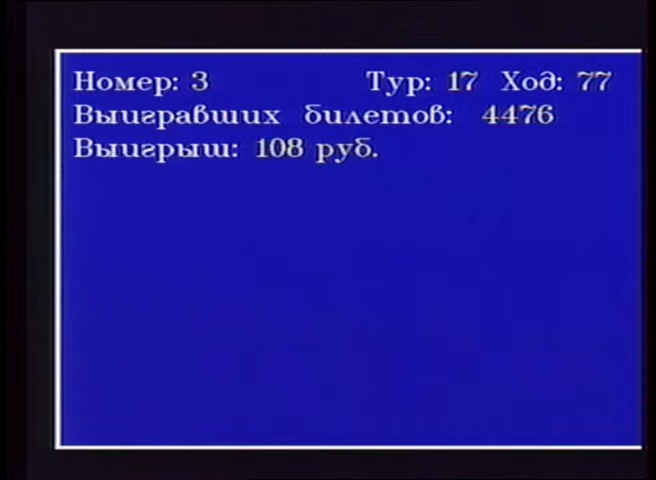 Номер: 3 Тур: 17 Ход: 77
Выигравших билетов: 4476
Выигрыш: 108 руб.